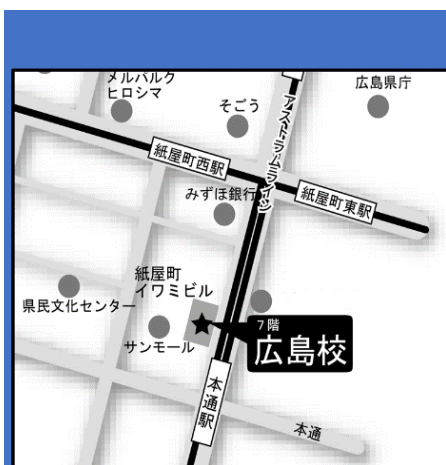 メルパルク
ヒロシマ
そごう
広島県庁
アストラムライン
紙屋町西駅
紙屋町東駅
みずほ銀行
紙屋町
イワミビル
県民文化センター
サンモール
7階
広島校
本通駅
本通